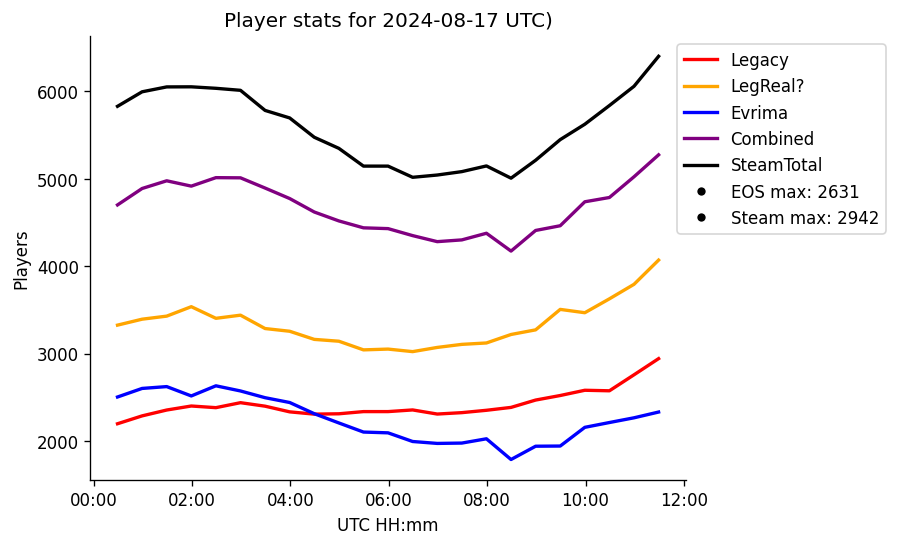 Player stats for 2024-08-17 UTC)
Legacy
LegReal?
Evrima
Combined
SteamTotal
EOS max: 2631
Steam max: 2942
Players
6000
5000
4000
3000
2000
00:00 02:00 04:00 06:00 08:00 10:00 12:00
UTC HH:mm